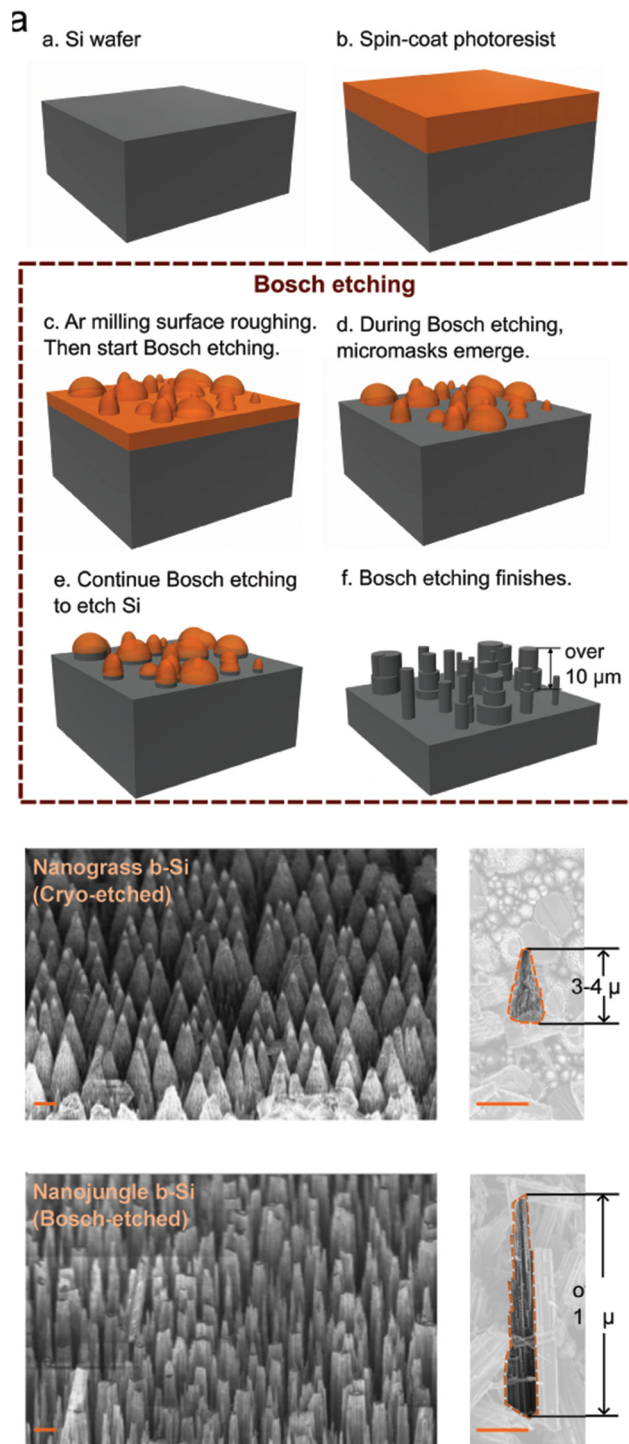 a
a. Si wafer
b. Spin-coat photoresist
Bosch etching
c. Ar milling surface roughing.
Then start Bosch etching.
d. During Bosch etching,
micromasks emerge.
e. Continue Bosch etching
to etch Si
f. Bosch etching finishes.
over
10 μm
Nanograss b-Si
(Cryo-etched)
3-4 μ
Nanojungle b-Si
(Bosch-etched)
o
1 μ